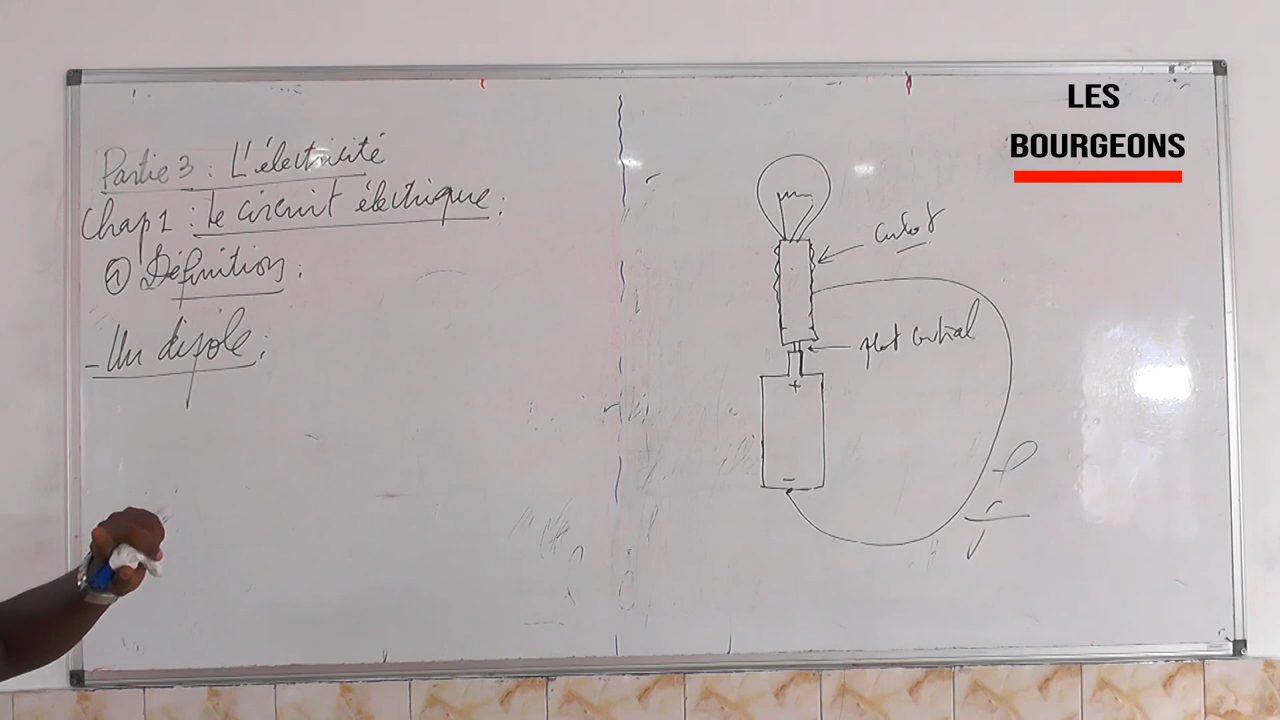 Partie 3 : L'électricité
Chap 1 : Le circuit électrique :
① Définition :
- Un dipôle :
LES
BOURGEONS
culot
plot central
+
-